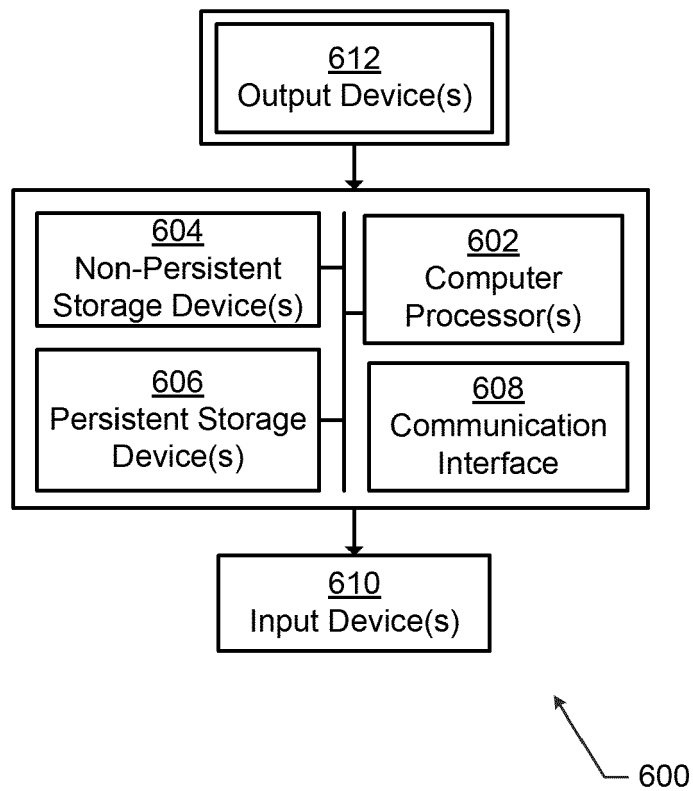 612
Output Device(s)
604
Non-Persistent
Storage Device(s)
602
Computer
Processor(s)
606
Persistent Storage
Device(s)
608
Communication
Interface
610
Input Device(s)
600